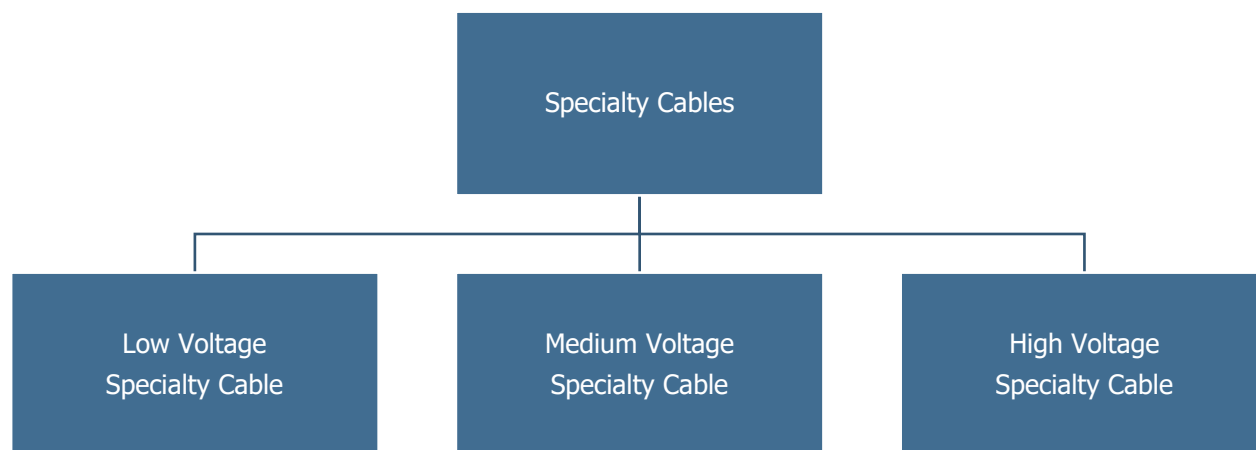 Specialty Cables
Low Voltage
Specialty Cable
Medium Voltage
Specialty Cable
High Voltage
Specialty Cable